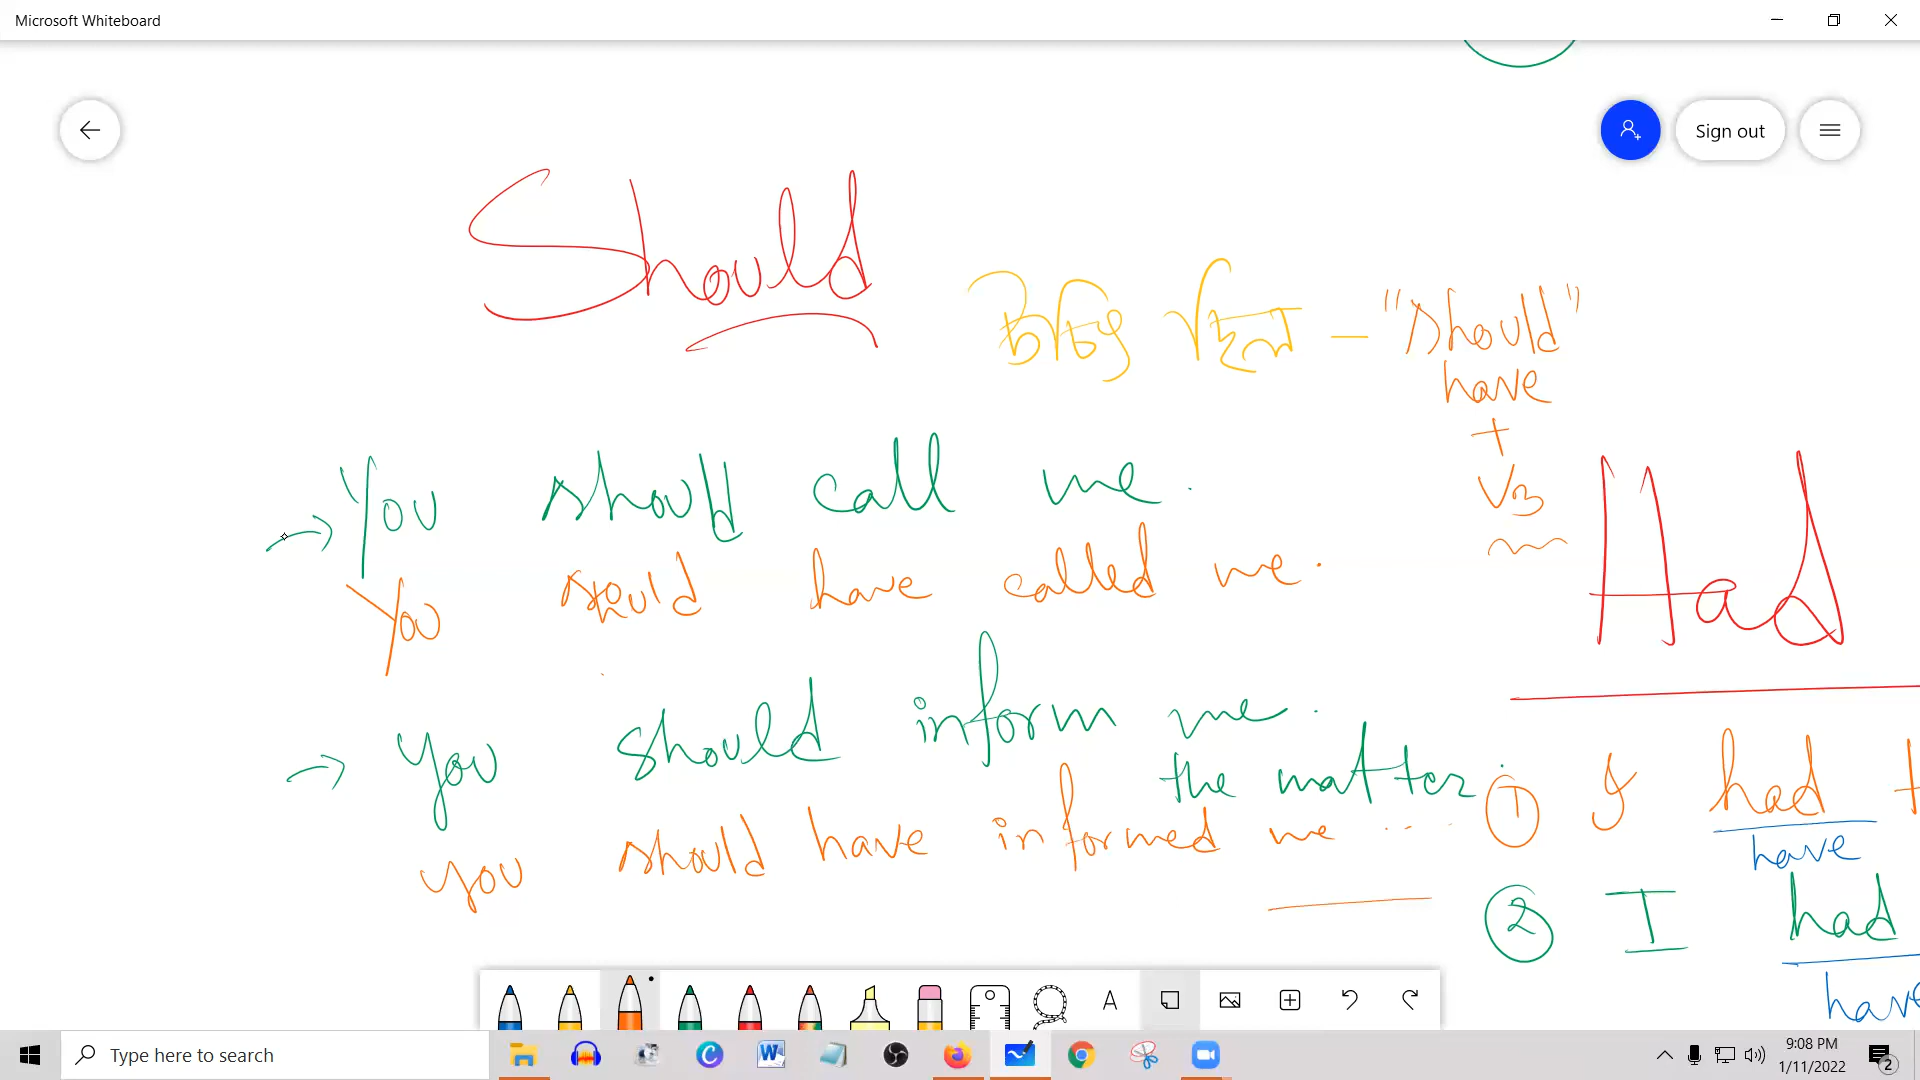 Microsoft Whiteboard
Sign out
Should
উচিৎ ছিল — "should"
have
+
V3
You should call me.
You should have called me.
Had
You should inform me.
the matter
You should have informed me ....
① I had
have
② I had
have
A
Type here to search
9:08 PM
1/11/2022
2